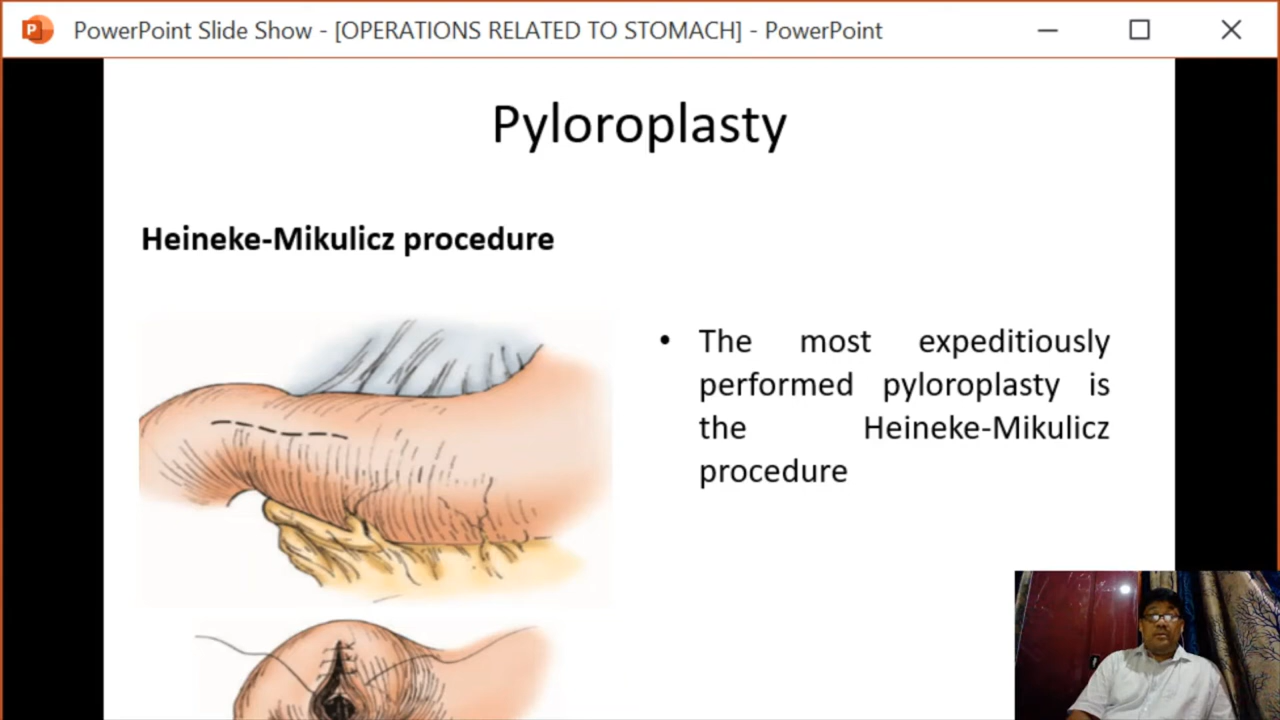 PowerPoint Slide Show - [OPERATIONS RELATED TO STOMACH] - PowerPoint
Pyloroplasty
Heineke-Mikulicz procedure
• The most expeditiously
performed pyloroplasty is
the Heineke-Mikulicz
procedure